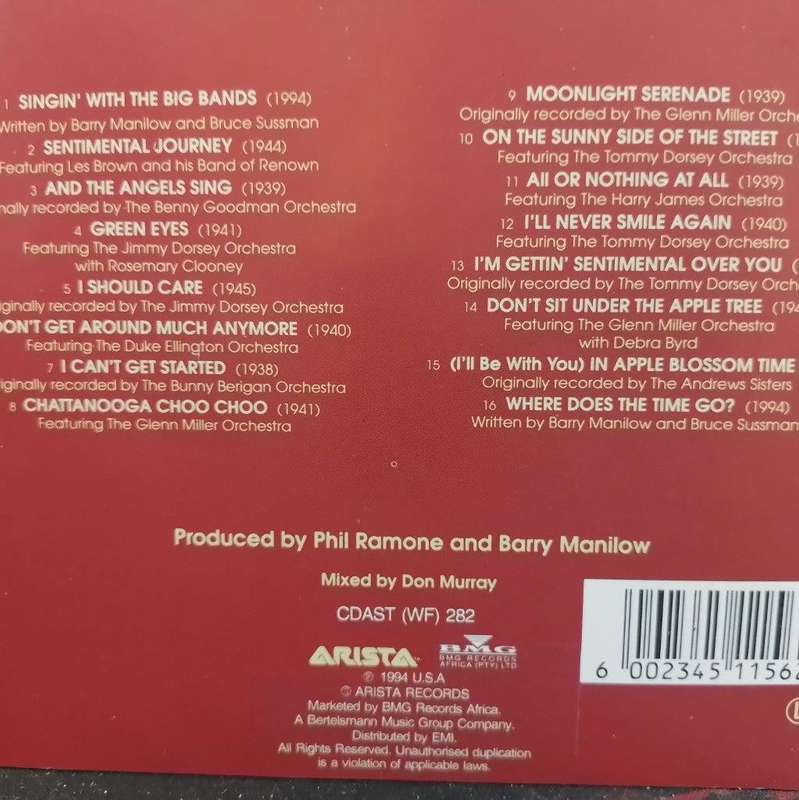 1 SINGIN' WITH THE BIG BANDS (1994)
Written by Barry Manilow and Bruce Sussman
2 SENTIMENTAL JOURNEY (1944)
Featuring Les Brown and his Band of Renown
3 AND THE ANGELS SING (1939)
recorded by The Benny Goodman Orchestra
4 GREEN EYES (1941)
Featuring The Jimmy Dorsey Orchestra
with Rosemary Clooney
5 I SHOULD CARE (1945)
recorded by The Jimmy Dorsey Orchestra
DON'T GET AROUND MUCH ANYMORE (1940)
Featuring The Duke Ellington Orchestra
7 I CAN'T GET STARTED (1938)
recorded by The Bunny Berigan Orchestra
8 CHATTANOOGA CHOO CHOO (1941)
Featuring The Glenn Miller Orchestra
9 MOONLIGHT SERENADE (1939)
Originally recorded by The Glenn Miller
10 ON THE SUNNY SIDE OF THE STREET
Featuring The Tommy Dorsey Orchestra
11 All OR NOTHING AT ALL (1939)
Featuring The Harry James Orchestra
12 I'LL NEVER SMILE AGAIN (1940)
Featuring The Tommy Dorsey Orchestra
13 I'M GETTIN' SENTIMENTAL OVER YOU
Originally recorded by The Tommy Dorsey
14 DON'T SIT UNDER THE APPLE TREE
Featuring The Glenn Miller Orchestra
with Debra Byrd
15 (I'll Be With You) IN APPLE BLOSSOM TIME
Originally recorded by The Andrews Sisters
16 WHERE DOES THE TIME GO? (1994)
Written by Barry Manilow and Bruce Sussman
Produced by Phil Ramone and Barry Manilow
Mixed by Don Murray
CDAST (WF) 282
ARISTA™ BMG
BMG RECORDS
AFRICA (PTY) LTD
℗ 1994 U.S.A
© ARISTA RECORDS
Marketed by BMG Records Africa.
A Bertelsmann Music Group Company.
Distributed by EMI.
All Rights Reserved. Unauthorised duplication
is a violation of applicable laws.
6 002345 11562